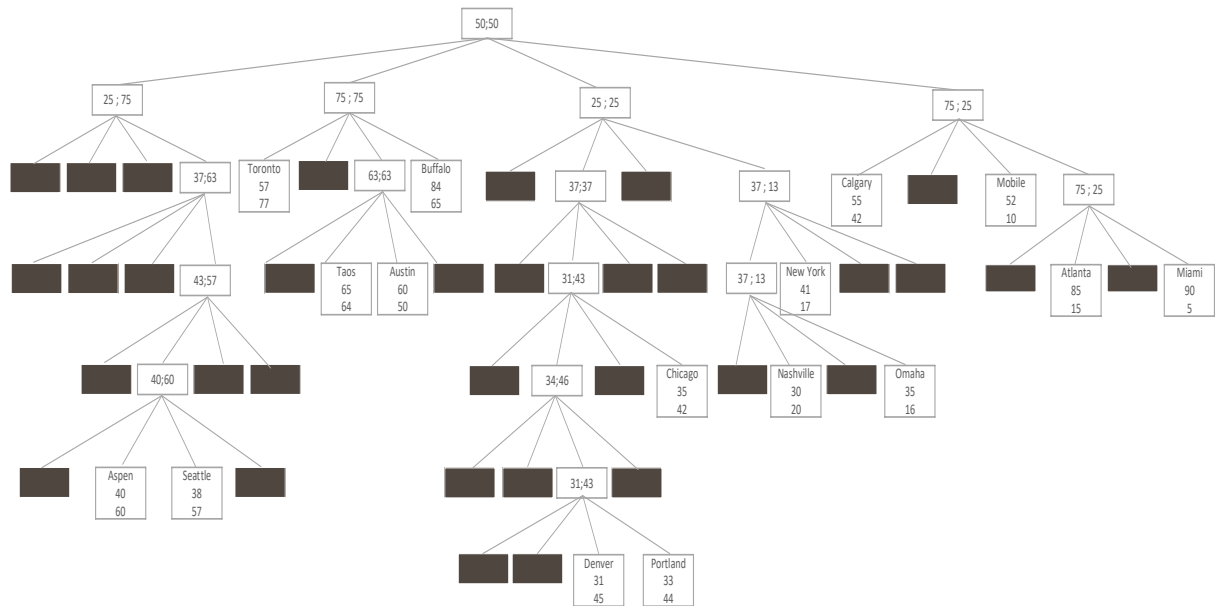 50;50
25 ; 75
75 ; 75
25 ; 25
75 ; 25
37;63
Toronto
57
77
63;63
Buffalo
84
65
37;37
37 ; 13
Calgary
55
42
Mobile
52
10
75 ; 25
43;57
Taos
65
64
Austin
60
50
31;43
37 ; 13
New York
41
17
Atlanta
85
15
Miami
90
5
40;60
34;46
Chicago
35
42
Nashville
30
20
Omaha
35
16
Aspen
40
60
Seattle
38
57
31;43
Denver
31
45
Portland
33
44